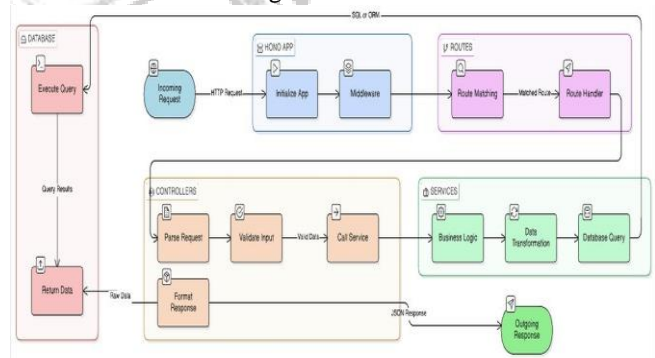 SQL or ORM
DATABASE
HONO APP
ROUTES
Execute Query
Incoming
Request
HTTP Request
Initialize App
Middleware
Route Matching
Matched Route
Route Handler
Query Results
CONTROLLERS
SERVICES
Parse Request
Validate Input
Valid Data
Call Service
Business Logic
Data
Transformation
Database Query
Return Data
Raw Data
Format
Response
JSON Response
Outgoing
Response